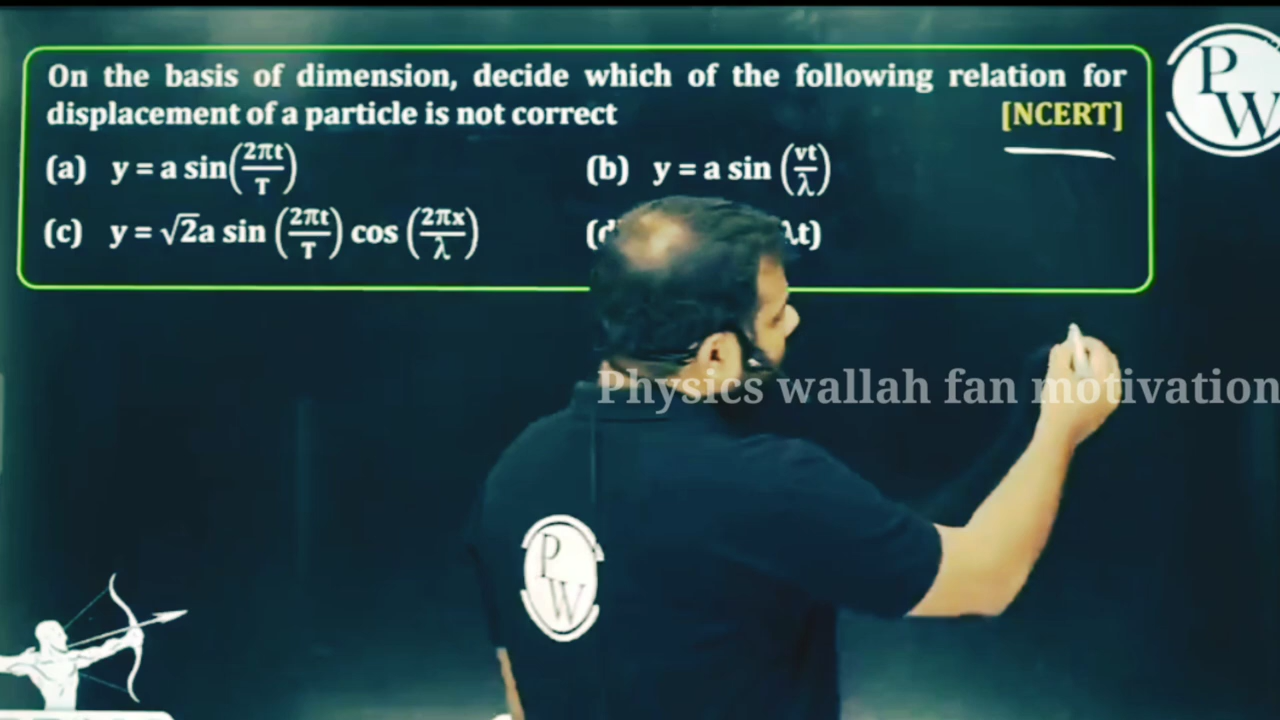 On the basis of dimension, decide which of the following relation for
displacement of a particle is not correct [NCERT]
(a) y = a sin(2πt/T) (b) y = a sin (vt/λ)
(c) y = √2a sin (2πt/T) cos (2πx/λ) (d t)
Physics wallah fan motivation
P
W
P
W